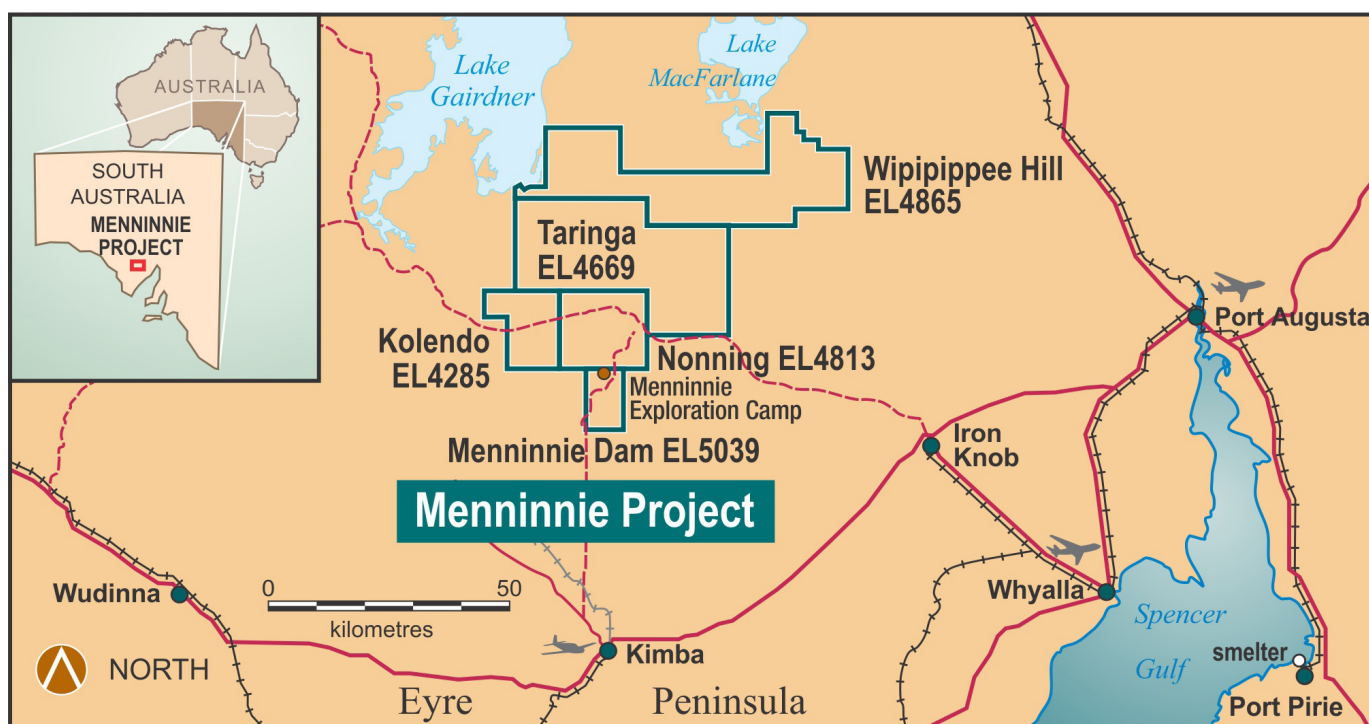 AUSTRALIA
SOUTH
AUSTRALIA
MENNINNIE
PROJECT
Lake
Gairdner
Lake
MacFarlane
Wipipippee Hill
EL4865
Taringa
EL4669
Kolendo
EL4285
Nonning EL4813
Menninnie
Exploration Camp
Menninnie Dam EL5039
Menninnie Project
Port Augusta
Iron
Knob
Whyalla
Wudinna
0 50
kilometres
NORTH
Kimba
Eyre Peninsula
Spencer
Gulf
smelter
Port Pirie